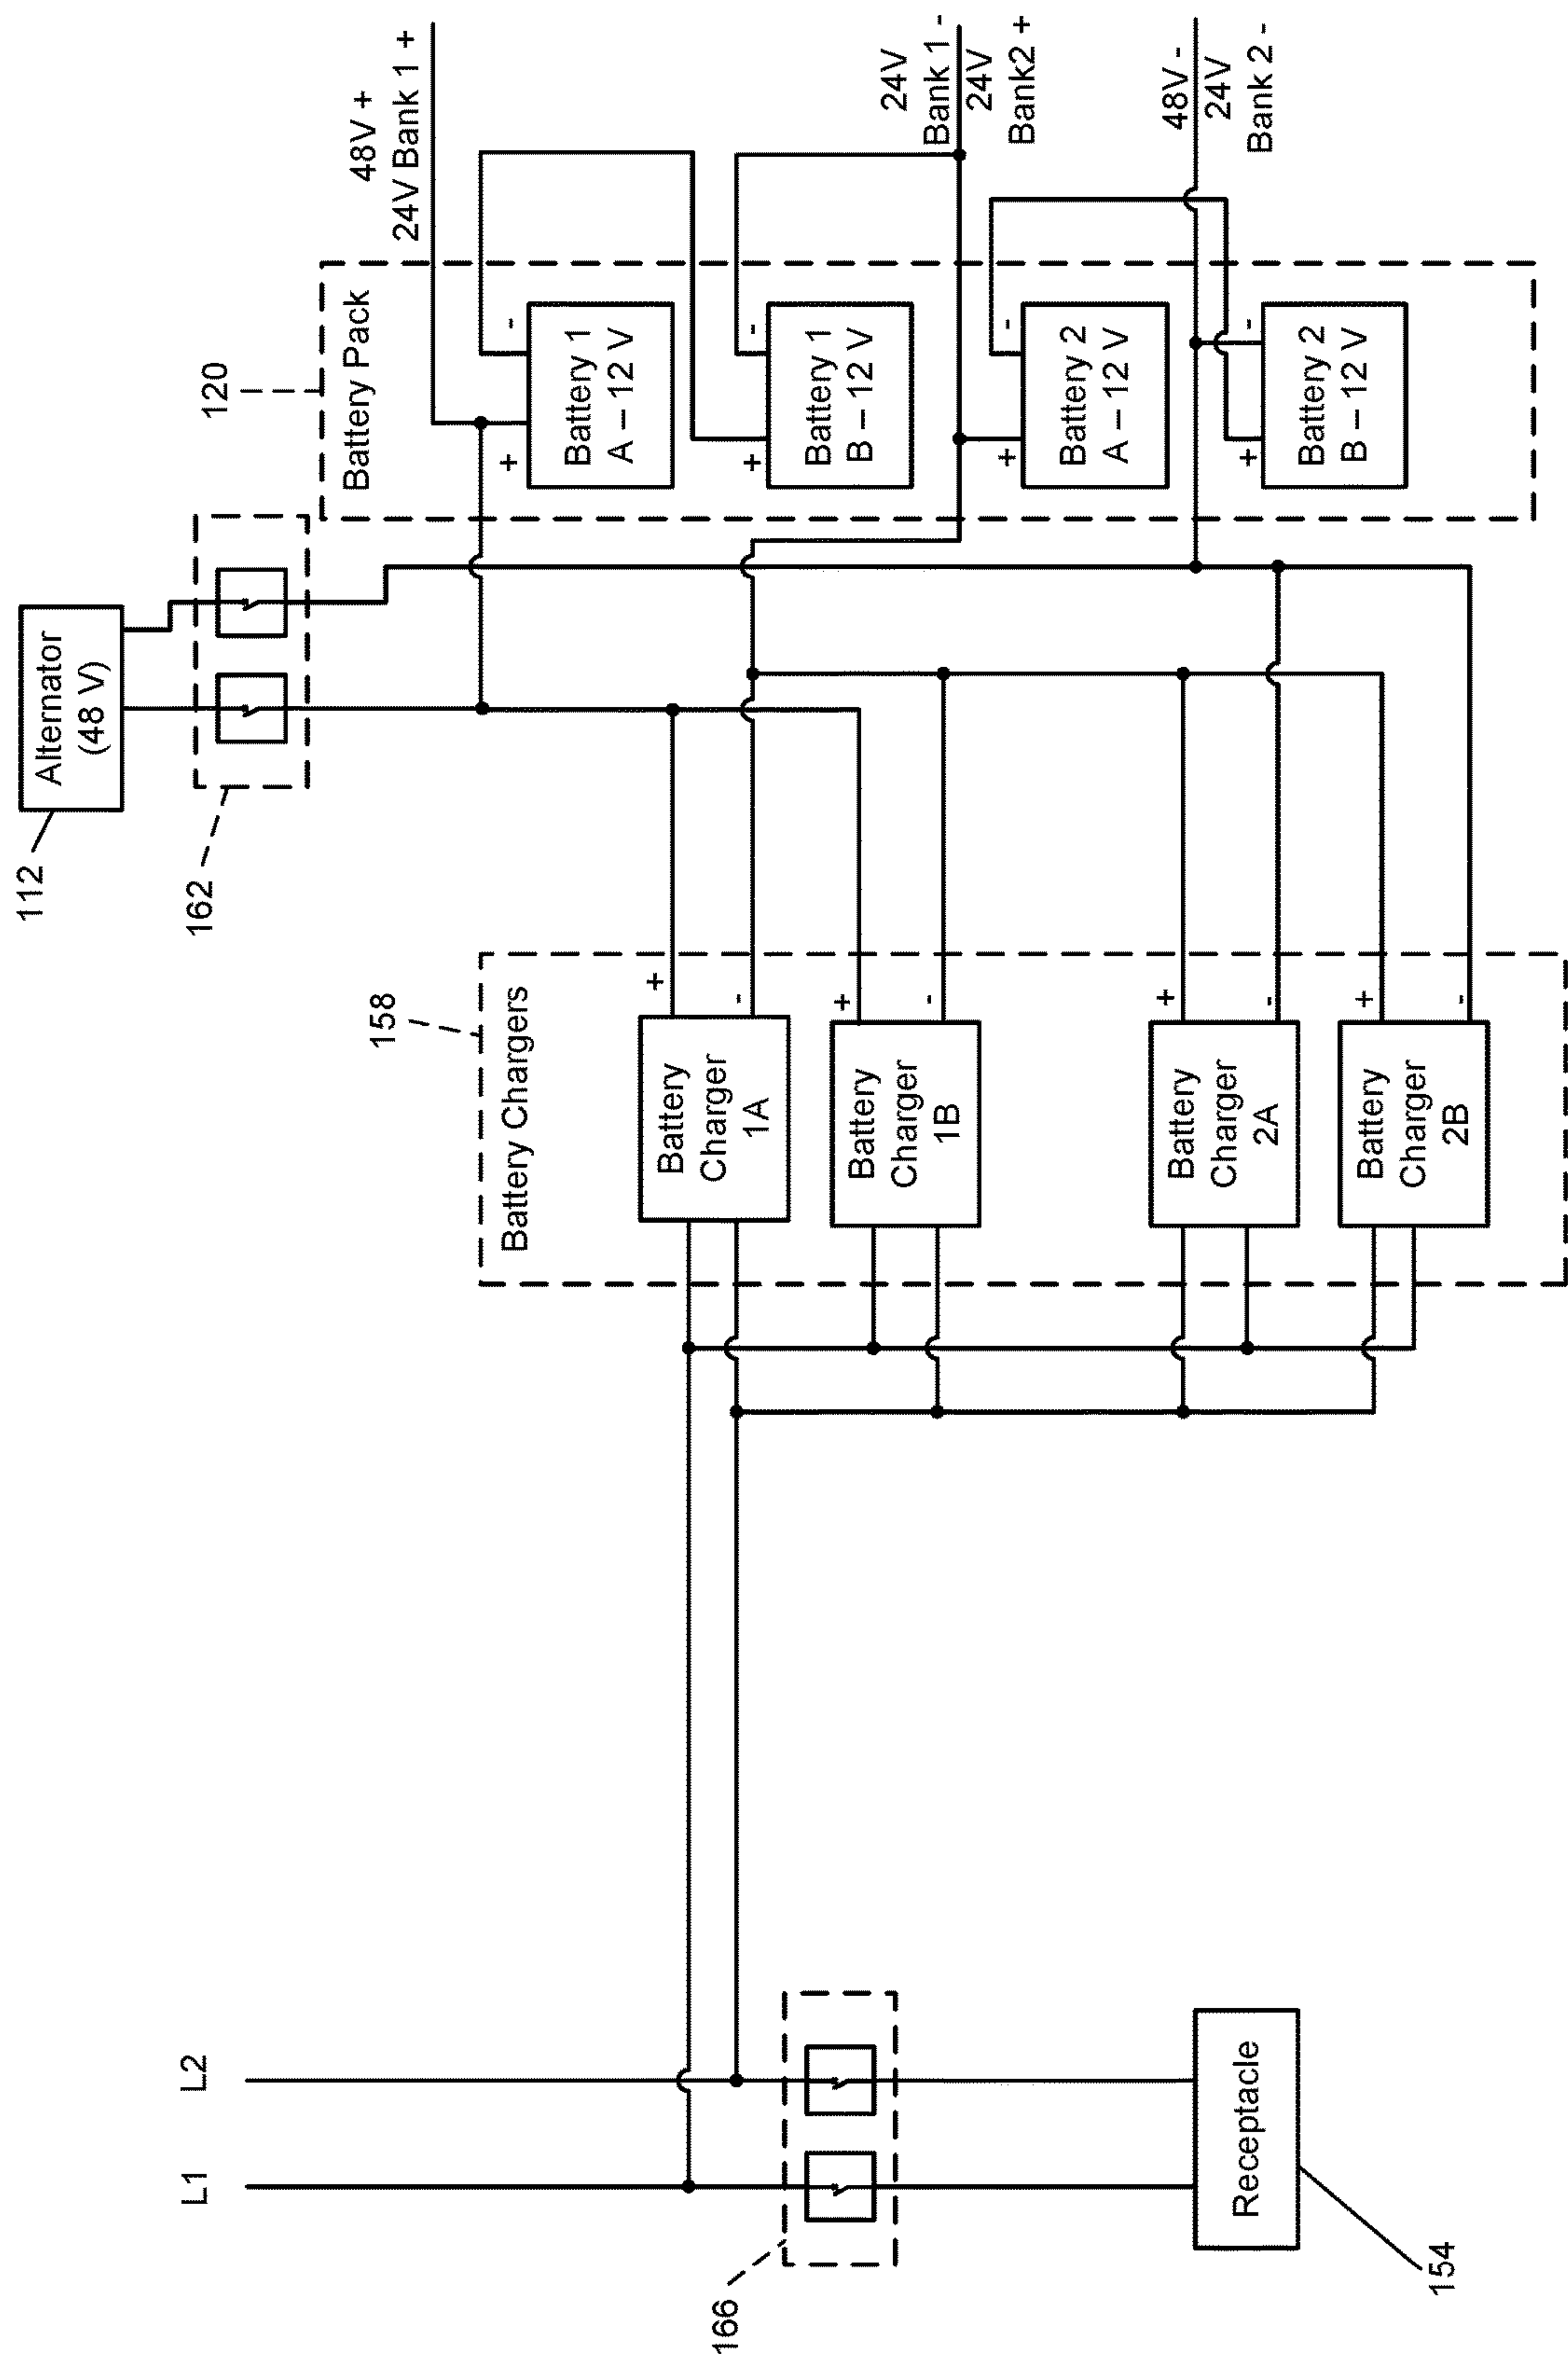 112
Alternator
(48 V)
162
120
Battery Pack
48V +
24V Bank 1 +
+
-
Battery 1
A – 12 V
+
-
Battery 1
B – 12 V
24V
Bank 1 -
24V
Bank2 +
+
-
Battery 2
A – 12 V
48V -
24V
Bank 2 -
+
-
Battery 2
B – 12 V
158
Battery Chargers
+
-
Battery
Charger
1A
+
-
Battery
Charger
1B
+
-
Battery
Charger
2A
+
-
Battery
Charger
2B
L1
L2
166
Receptacle
154